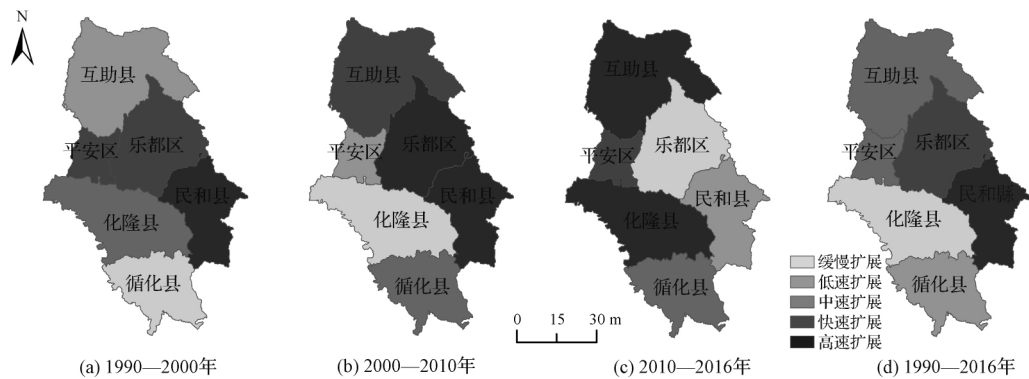 N
互助县
平安区
乐都区
民和县
化隆县
循化县
(a) 1990—2000年
互助县
平安区
乐都区
民和县
化隆县
循化县
(b) 2000—2010年
互助县
平安区
乐都区
民和县
化隆县
循化县
0 15 30 m
(c) 2010—2016年
互助县
平安区
乐都区
民和縣
化隆县
循化县
缓慢扩展
低速扩展
中速扩展
快速扩展
高速扩展
(d) 1990—2016年